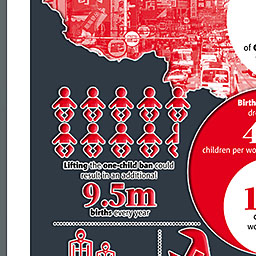 of
Birth
dr
4
children per wo
Lifting the one-child ban could
result in an additional
9.5m
births every year
1
c
wo